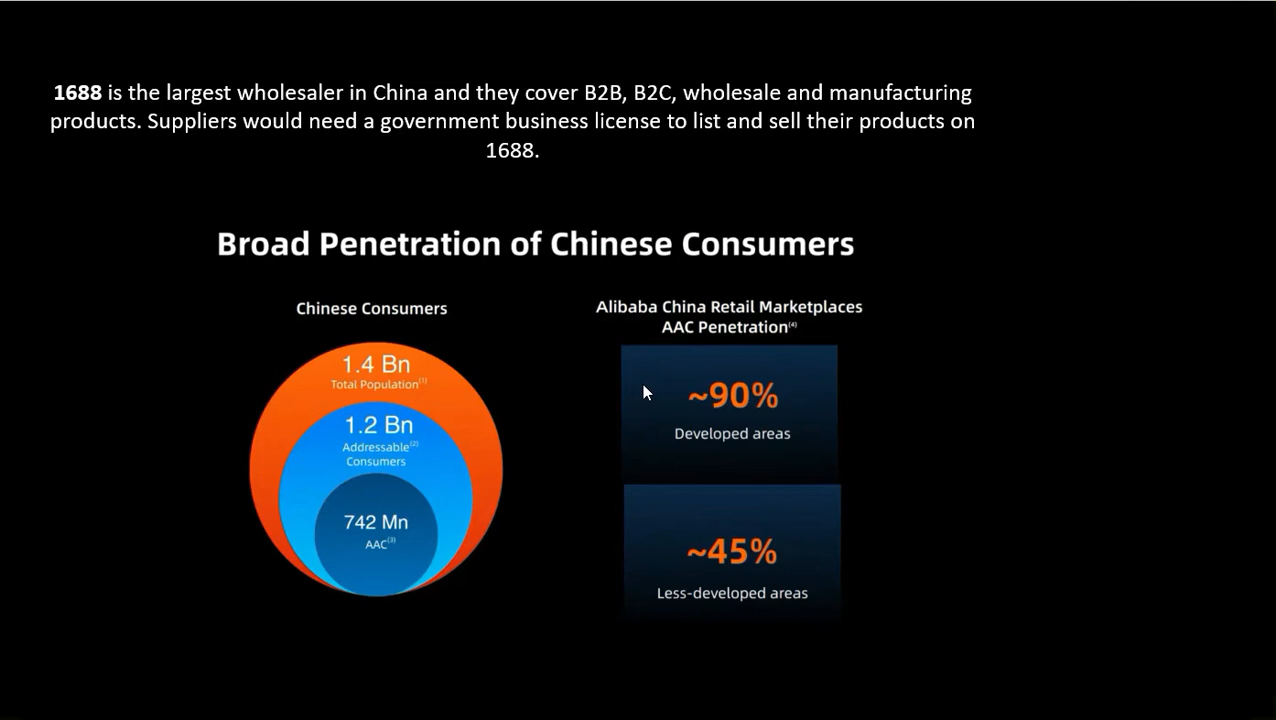 1688 is the largest wholesaler in China and they cover B2B, B2C, wholesale and manufacturing
products. Suppliers would need a government business license to list and sell their products on
1688.
Broad Penetration of Chinese Consumers
Chinese Consumers
1.4 Bn
Total Population(1)
1.2 Bn
Addressable(2)
Consumers
742 Mn
AAC(3)
Alibaba China Retail Marketplaces
AAC Penetration(4)
~90%
Developed areas
~45%
Less-developed areas